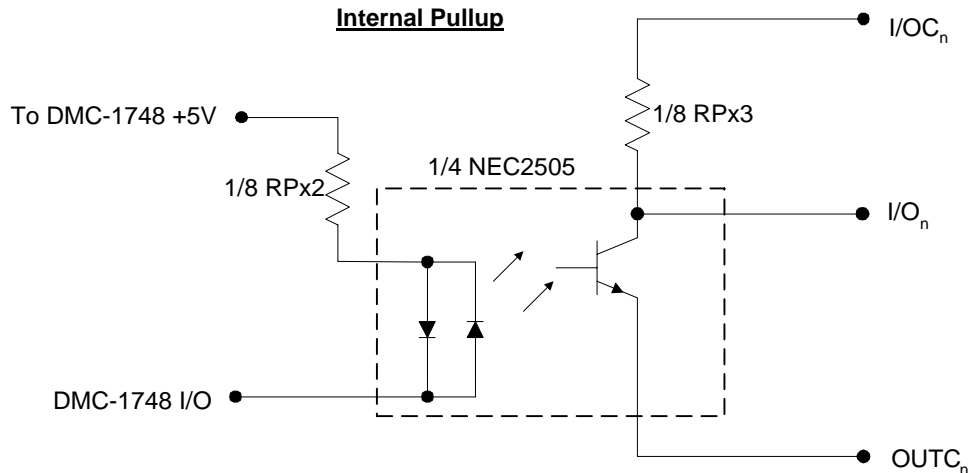 Internal Pullup
I/OCn
To DMC-1748 +5V
1/8 RPx3
1/4 NEC2505
1/8 RPx2
I/On
DMC-1748 I/O
OUTCn